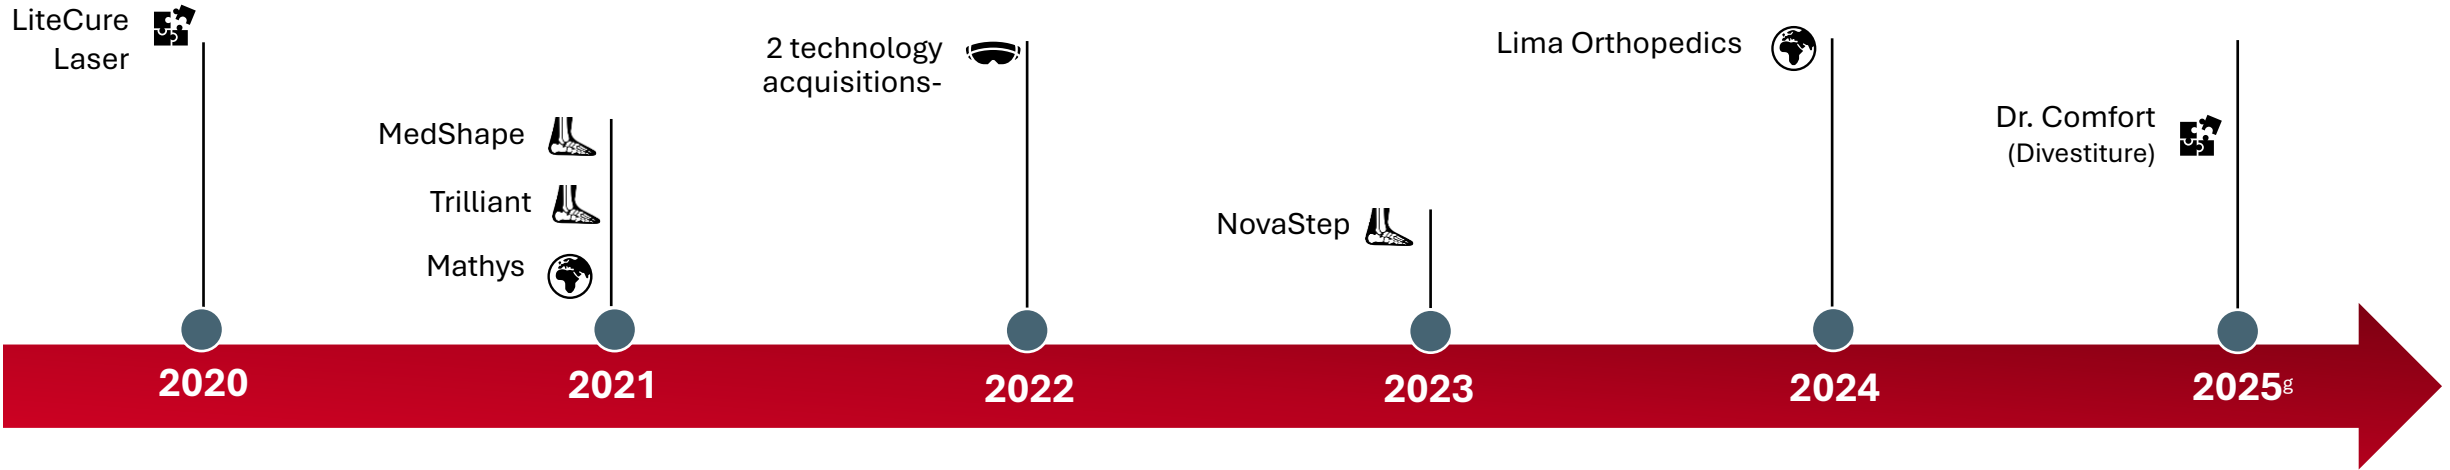 LiteCure
Laser
MedShape
Trilliant
Mathys
2 technology
acquisitions-
NovaStep
Lima Orthopedics
Dr. Comfort
(Divestiture)
2020
2021
2022
2023
2024
2025g